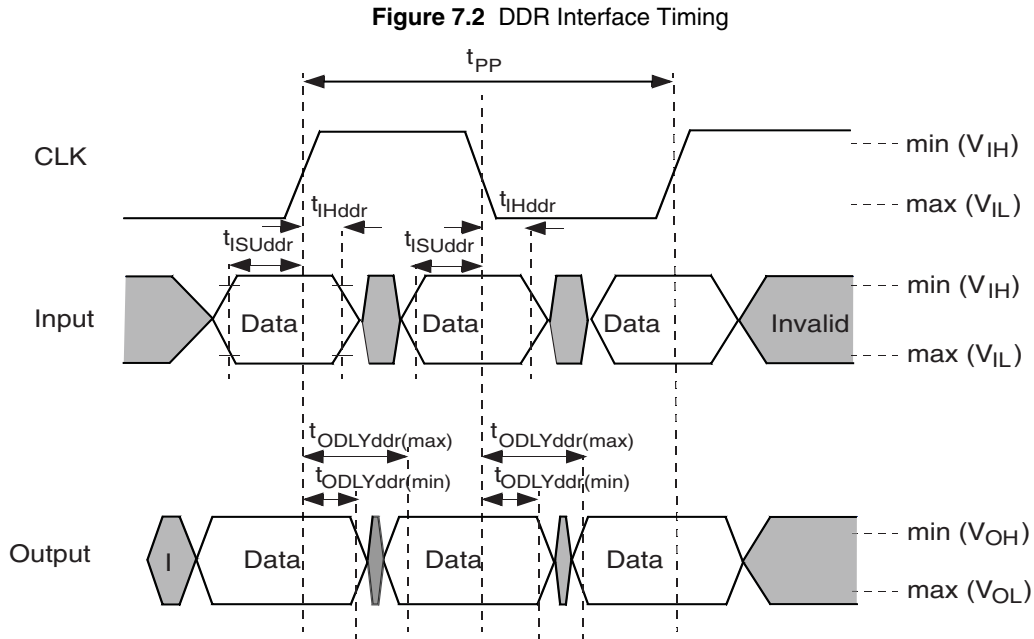 Figure 7.2 DDR Interface Timing
tPP
CLK
min (VIH)
max (VIL)
tIHddr
tIHddr
tISUddr
tISUddr
Input
Data
Data
Data
Invalid
min (VIH)
max (VIL)
tODLYddr(max)
tODLYddr(max)
tODLYddr(min)
tODLYddr(min)
Output
I
Data
Data
Data
min (VOH)
max (VOL)